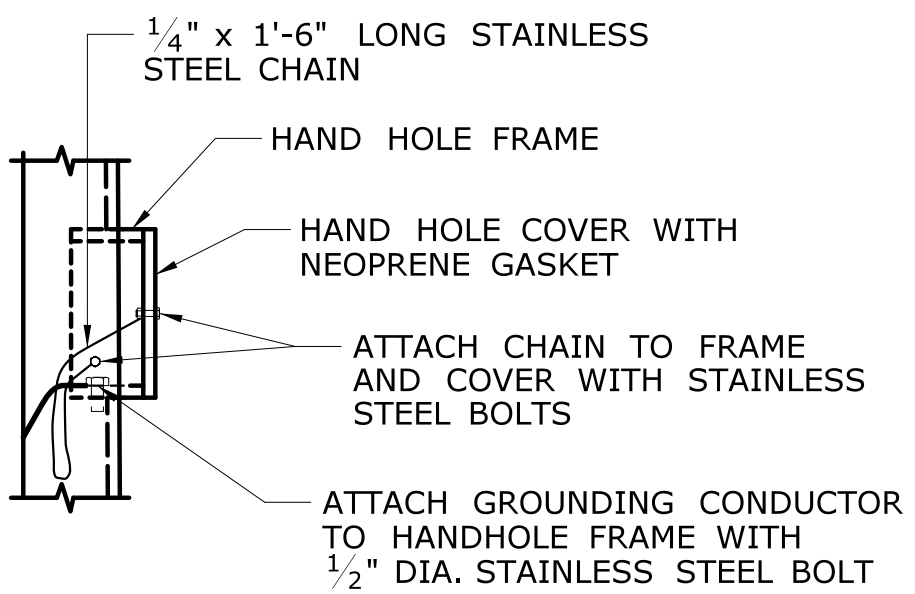 1/4" x 1'-6" LONG STAINLESS
STEEL CHAIN
HAND HOLE FRAME
HAND HOLE COVER WITH
NEOPRENE GASKET
ATTACH CHAIN TO FRAME
AND COVER WITH STAINLESS
STEEL BOLTS
ATTACH GROUNDING CONDUCTOR
TO HANDHOLE FRAME WITH
1/2" DIA. STAINLESS STEEL BOLT